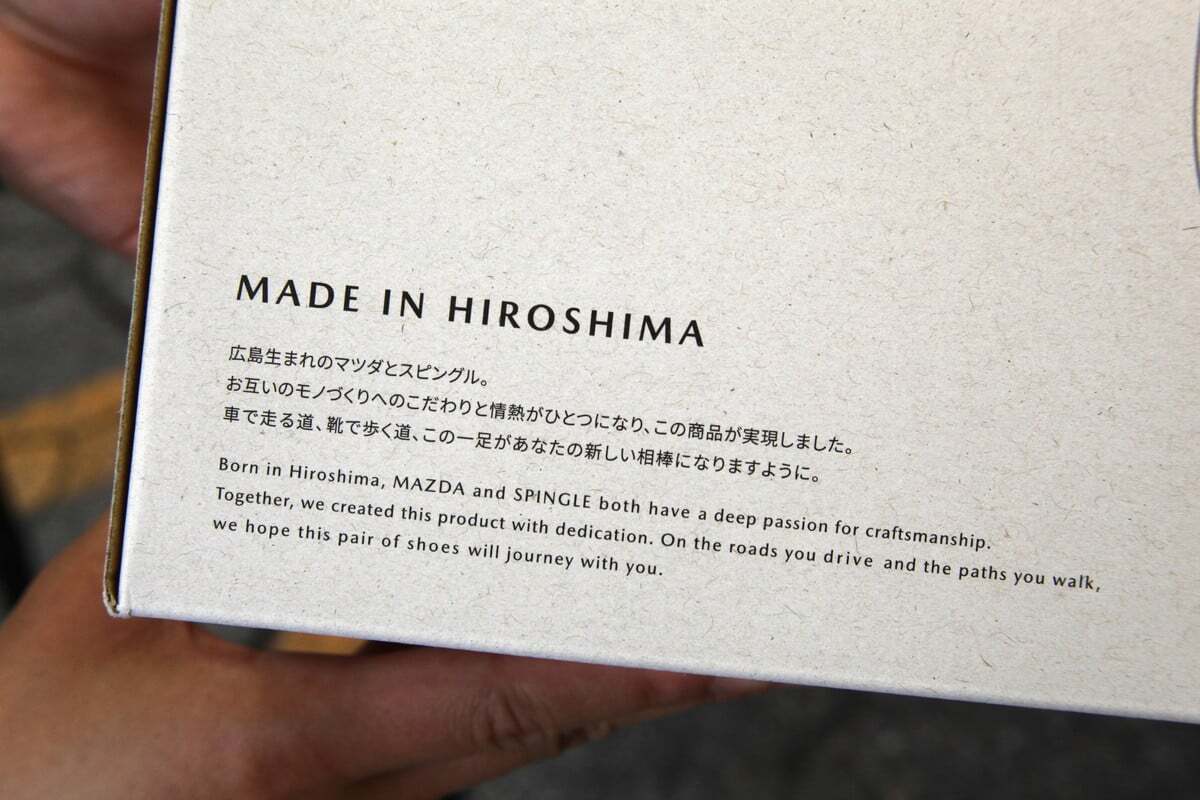 MADE IN HIROSHIMA
広島生まれのマツダとスピングル。
お互いのモノづくりへのこだわりと情熱がひとつになり、この商品が実現しました。
車で走る道、靴で歩く道、この一足があなたの新しい相棒になりますように。
Born in Hiroshima, MAZDA and SPINGLE both have a deep passion for craftsmanship.
Together, we created this product with dedication. On the roads you drive and the paths you walk,
we hope this pair of shoes will journey with you.